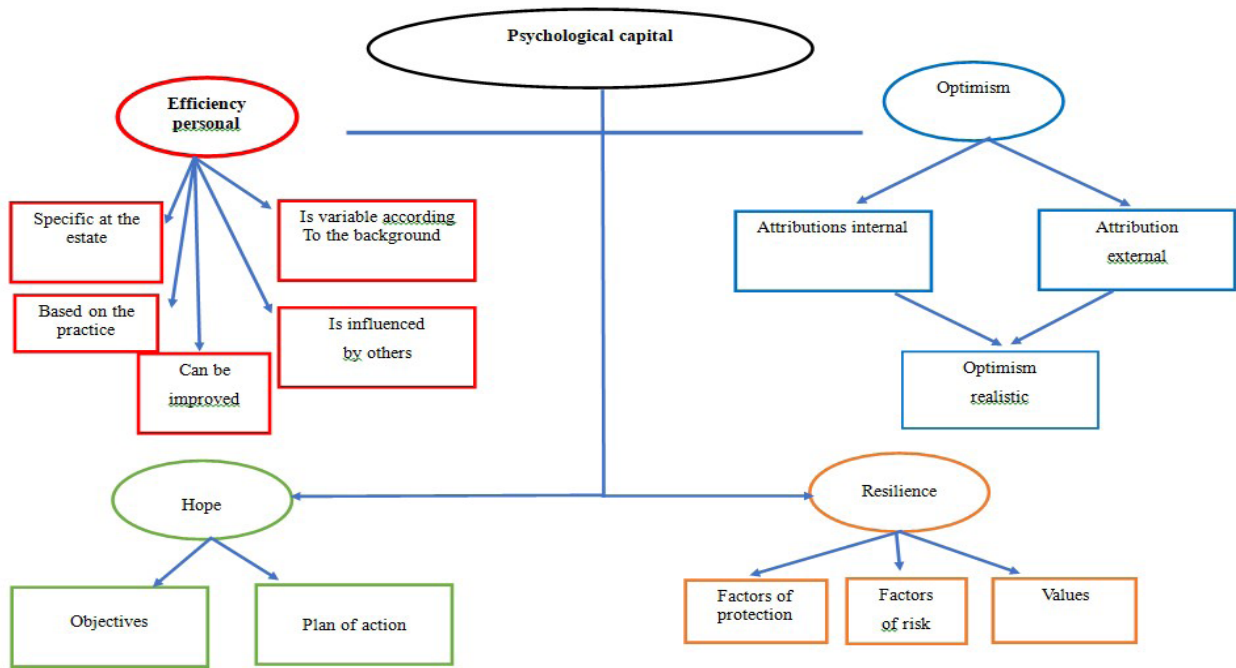 Psychological capital
Efficiency
personal
Optimism
Specific at the
estate
Is variable according
To the background
Attributions internal
Attribution
external
Based on the
practice
Is influenced
by others
Can be
improved
Optimism
realistic
Hope
Resilience
Objectives
Plan of action
Factors of
protection
Factors
of risk
Values